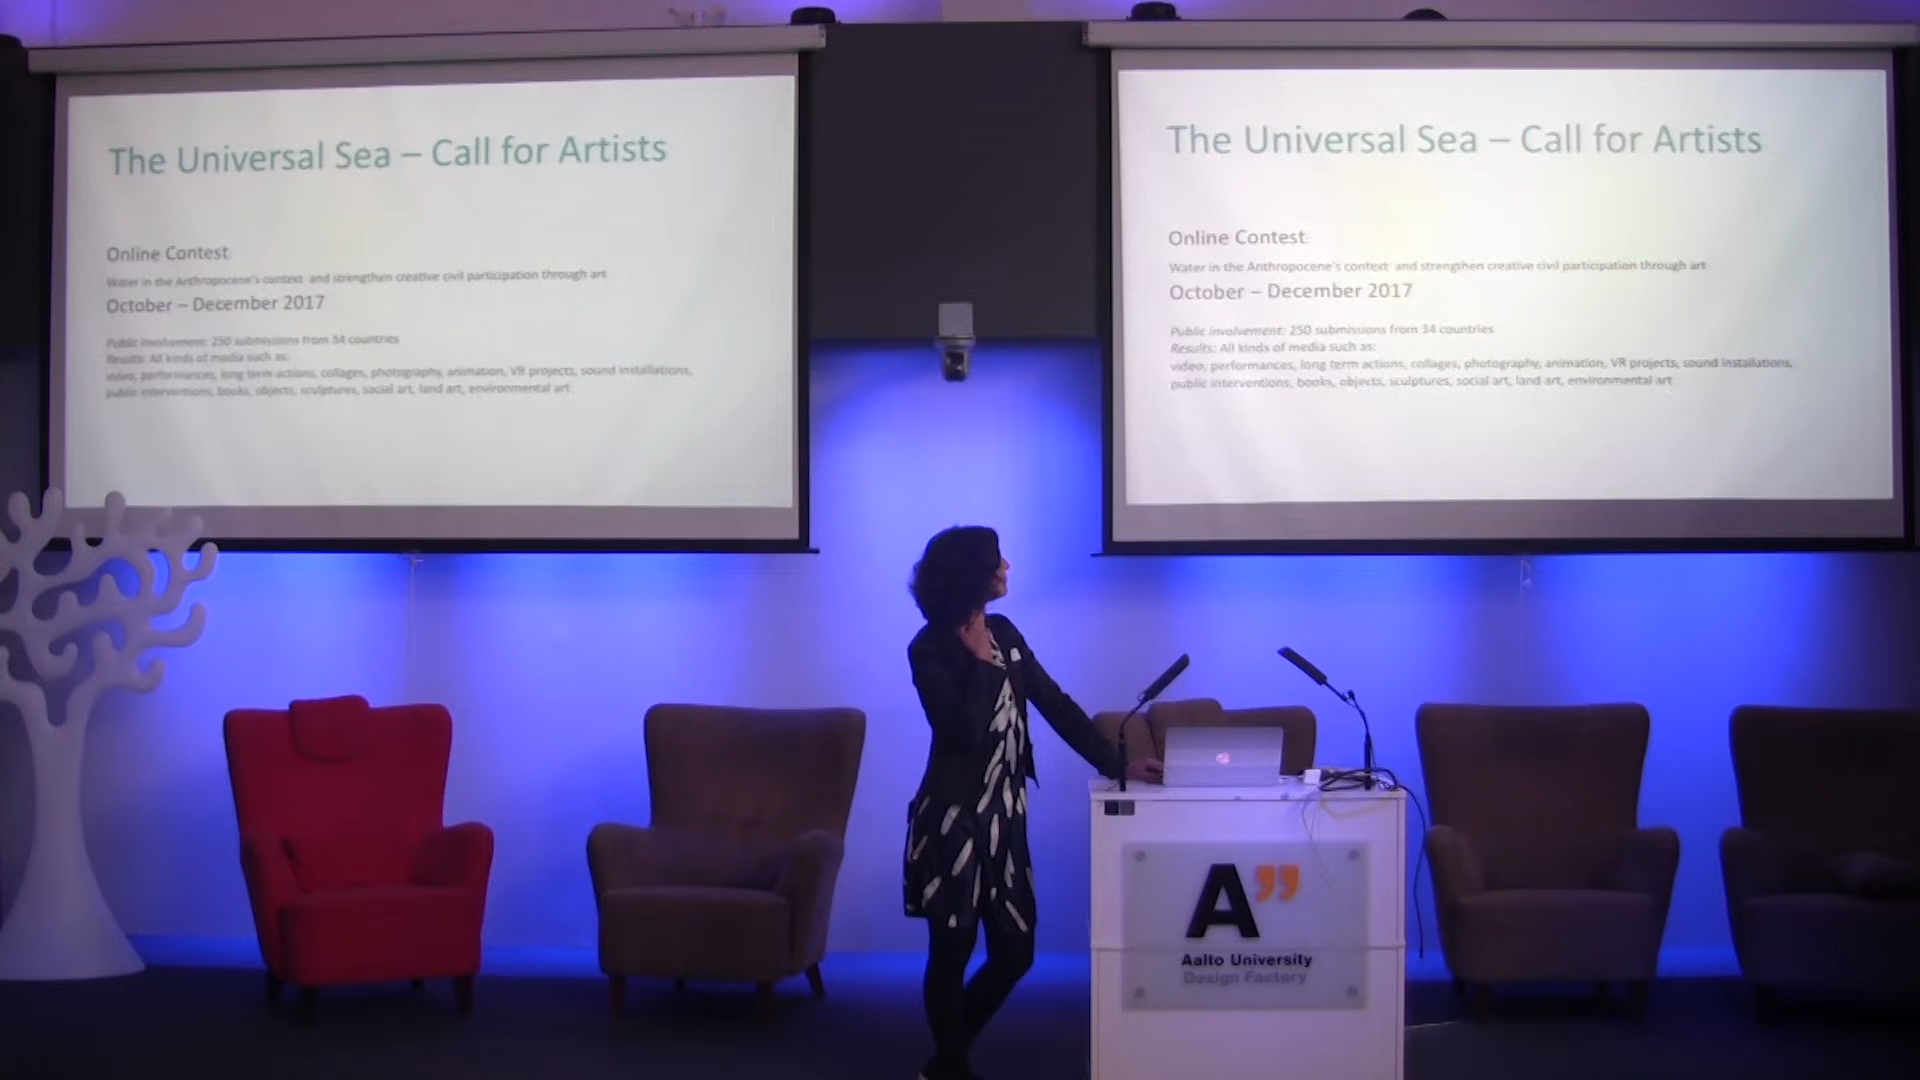 The Universal Sea – Call for Artists
Online Contest
Water in the Anthropocene's context and strengthen creative civil participation through art
October – December 2017
Public involvement: 250 submissions from 34 countries
Results: All kinds of media such as:
video, performances, long term actions, collages, photography, animation, VR projects, sound installations,
public interventions, books, objects, sculptures, social art, land art, environmental art
The Universal Sea – Call for Artists
Online Contest
Water in the Anthropocene's context and strengthen creative civil participation through art
October – December 2017
Public involvement: 250 submissions from 34 countries
Results: All kinds of media such as:
video, performances, long term actions, collages, photography, animation, VR projects, sound installations,
public interventions, books, objects, sculptures, social art, land art, environmental art
A”
Aalto University
Design Factory